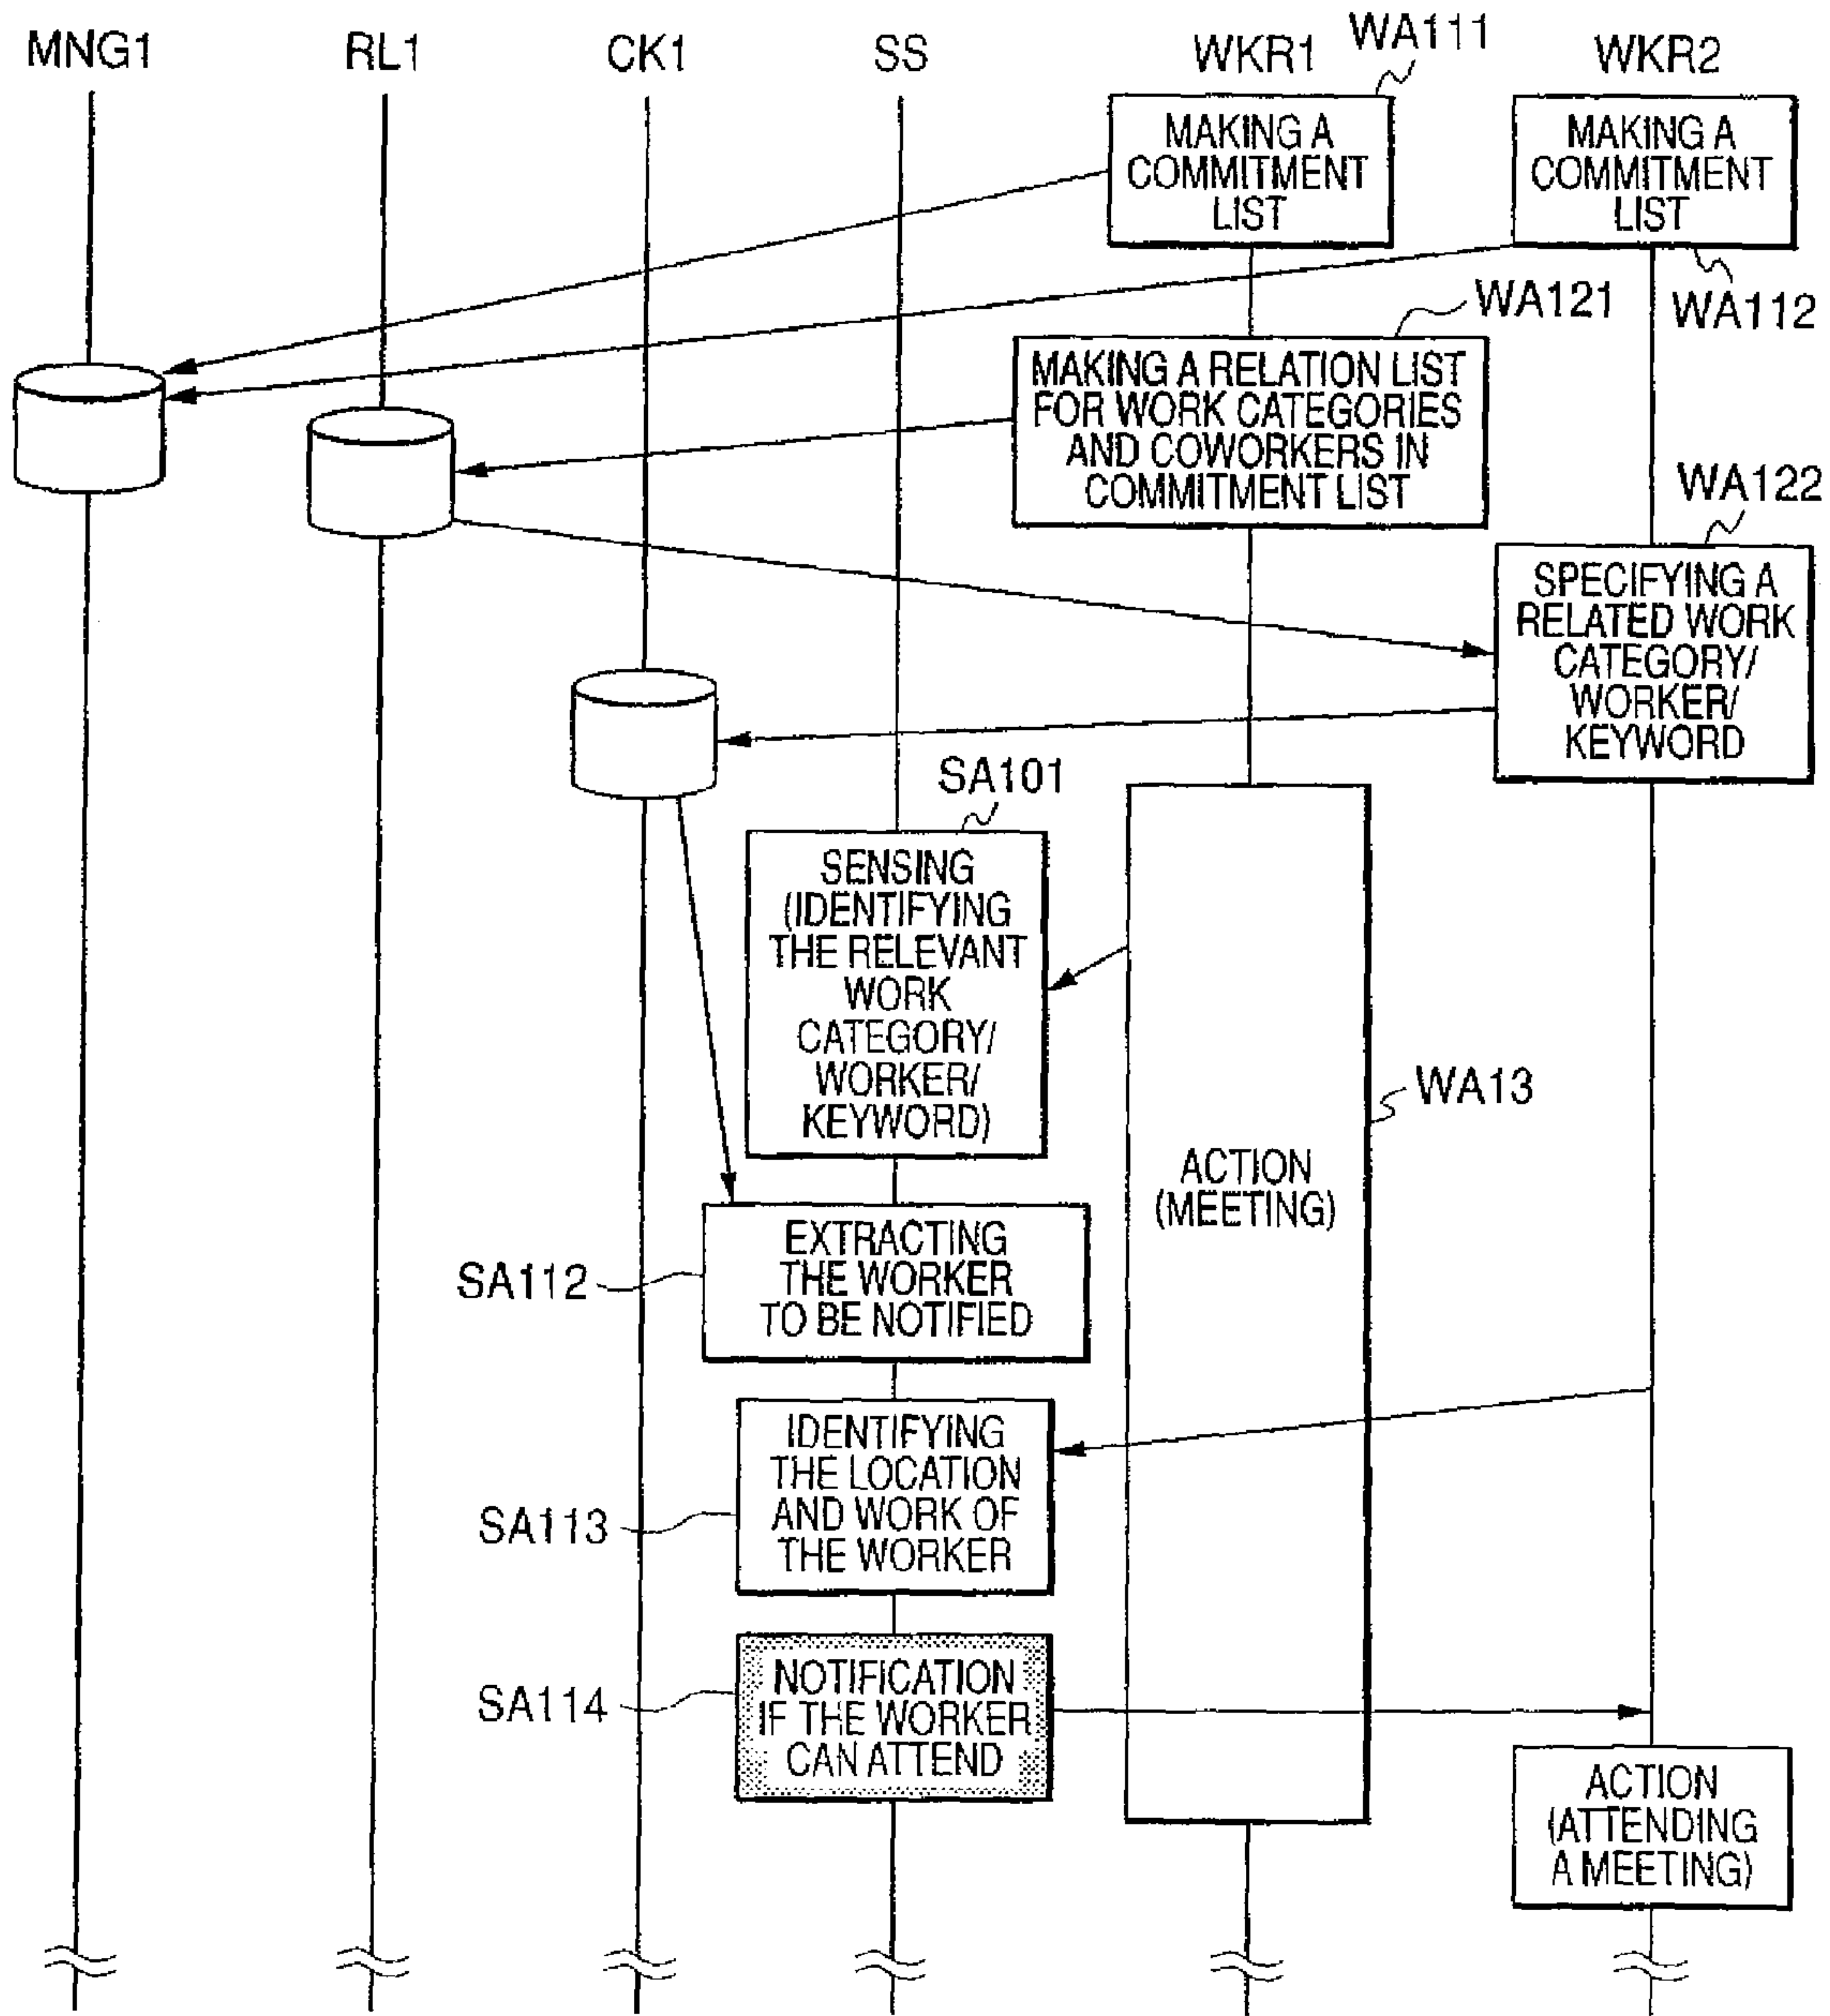 MNG1
RL1
CK1
SS
WKR1
WA111
WKR2
MAKING A
COMMITMENT
LIST
MAKING A
COMMITMENT
LIST
WA112
WA121
MAKING A RELATION LIST
FOR WORK CATEGORIES
AND COWORKERS IN
COMMITMENT LIST
WA122
SPECIFYING A
RELATED WORK
CATEGORY/
WORKER/
KEYWORD
SA101
SENSING
(IDENTIFYING
THE RELEVANT
WORK
CATEGORY/
WORKER/
KEYWORD)
WA13
ACTION
(MEETING)
SA112
EXTRACTING
THE WORKER
TO BE NOTIFIED
SA113
IDENTIFYING
THE LOCATION
AND WORK OF
THE WORKER
SA114
NOTIFICATION
IF THE WORKER
CAN ATTEND
ACTION
(ATTENDING
A MEETING)